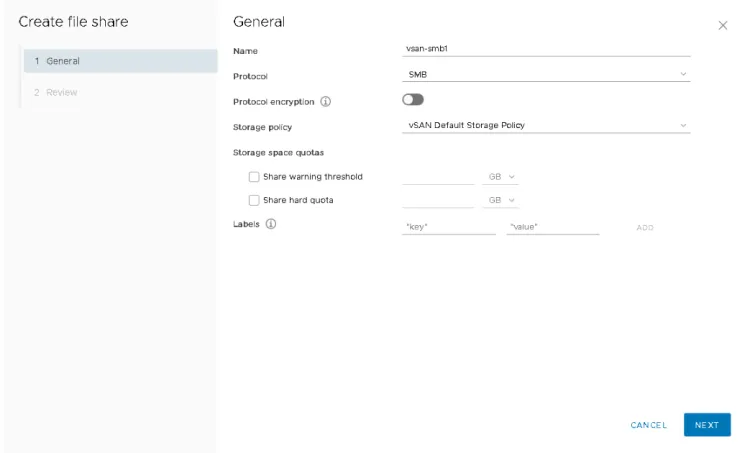 Create file share
1 General
2 Review
General
Name vsan-smb1
Protocol SMB
Protocol encryption
Storage policy vSAN Default Storage Policy
Storage space quotas
Share warning threshold GB
Share hard quota GB
Labels "key" "value" ADD
CANCEL NEXT